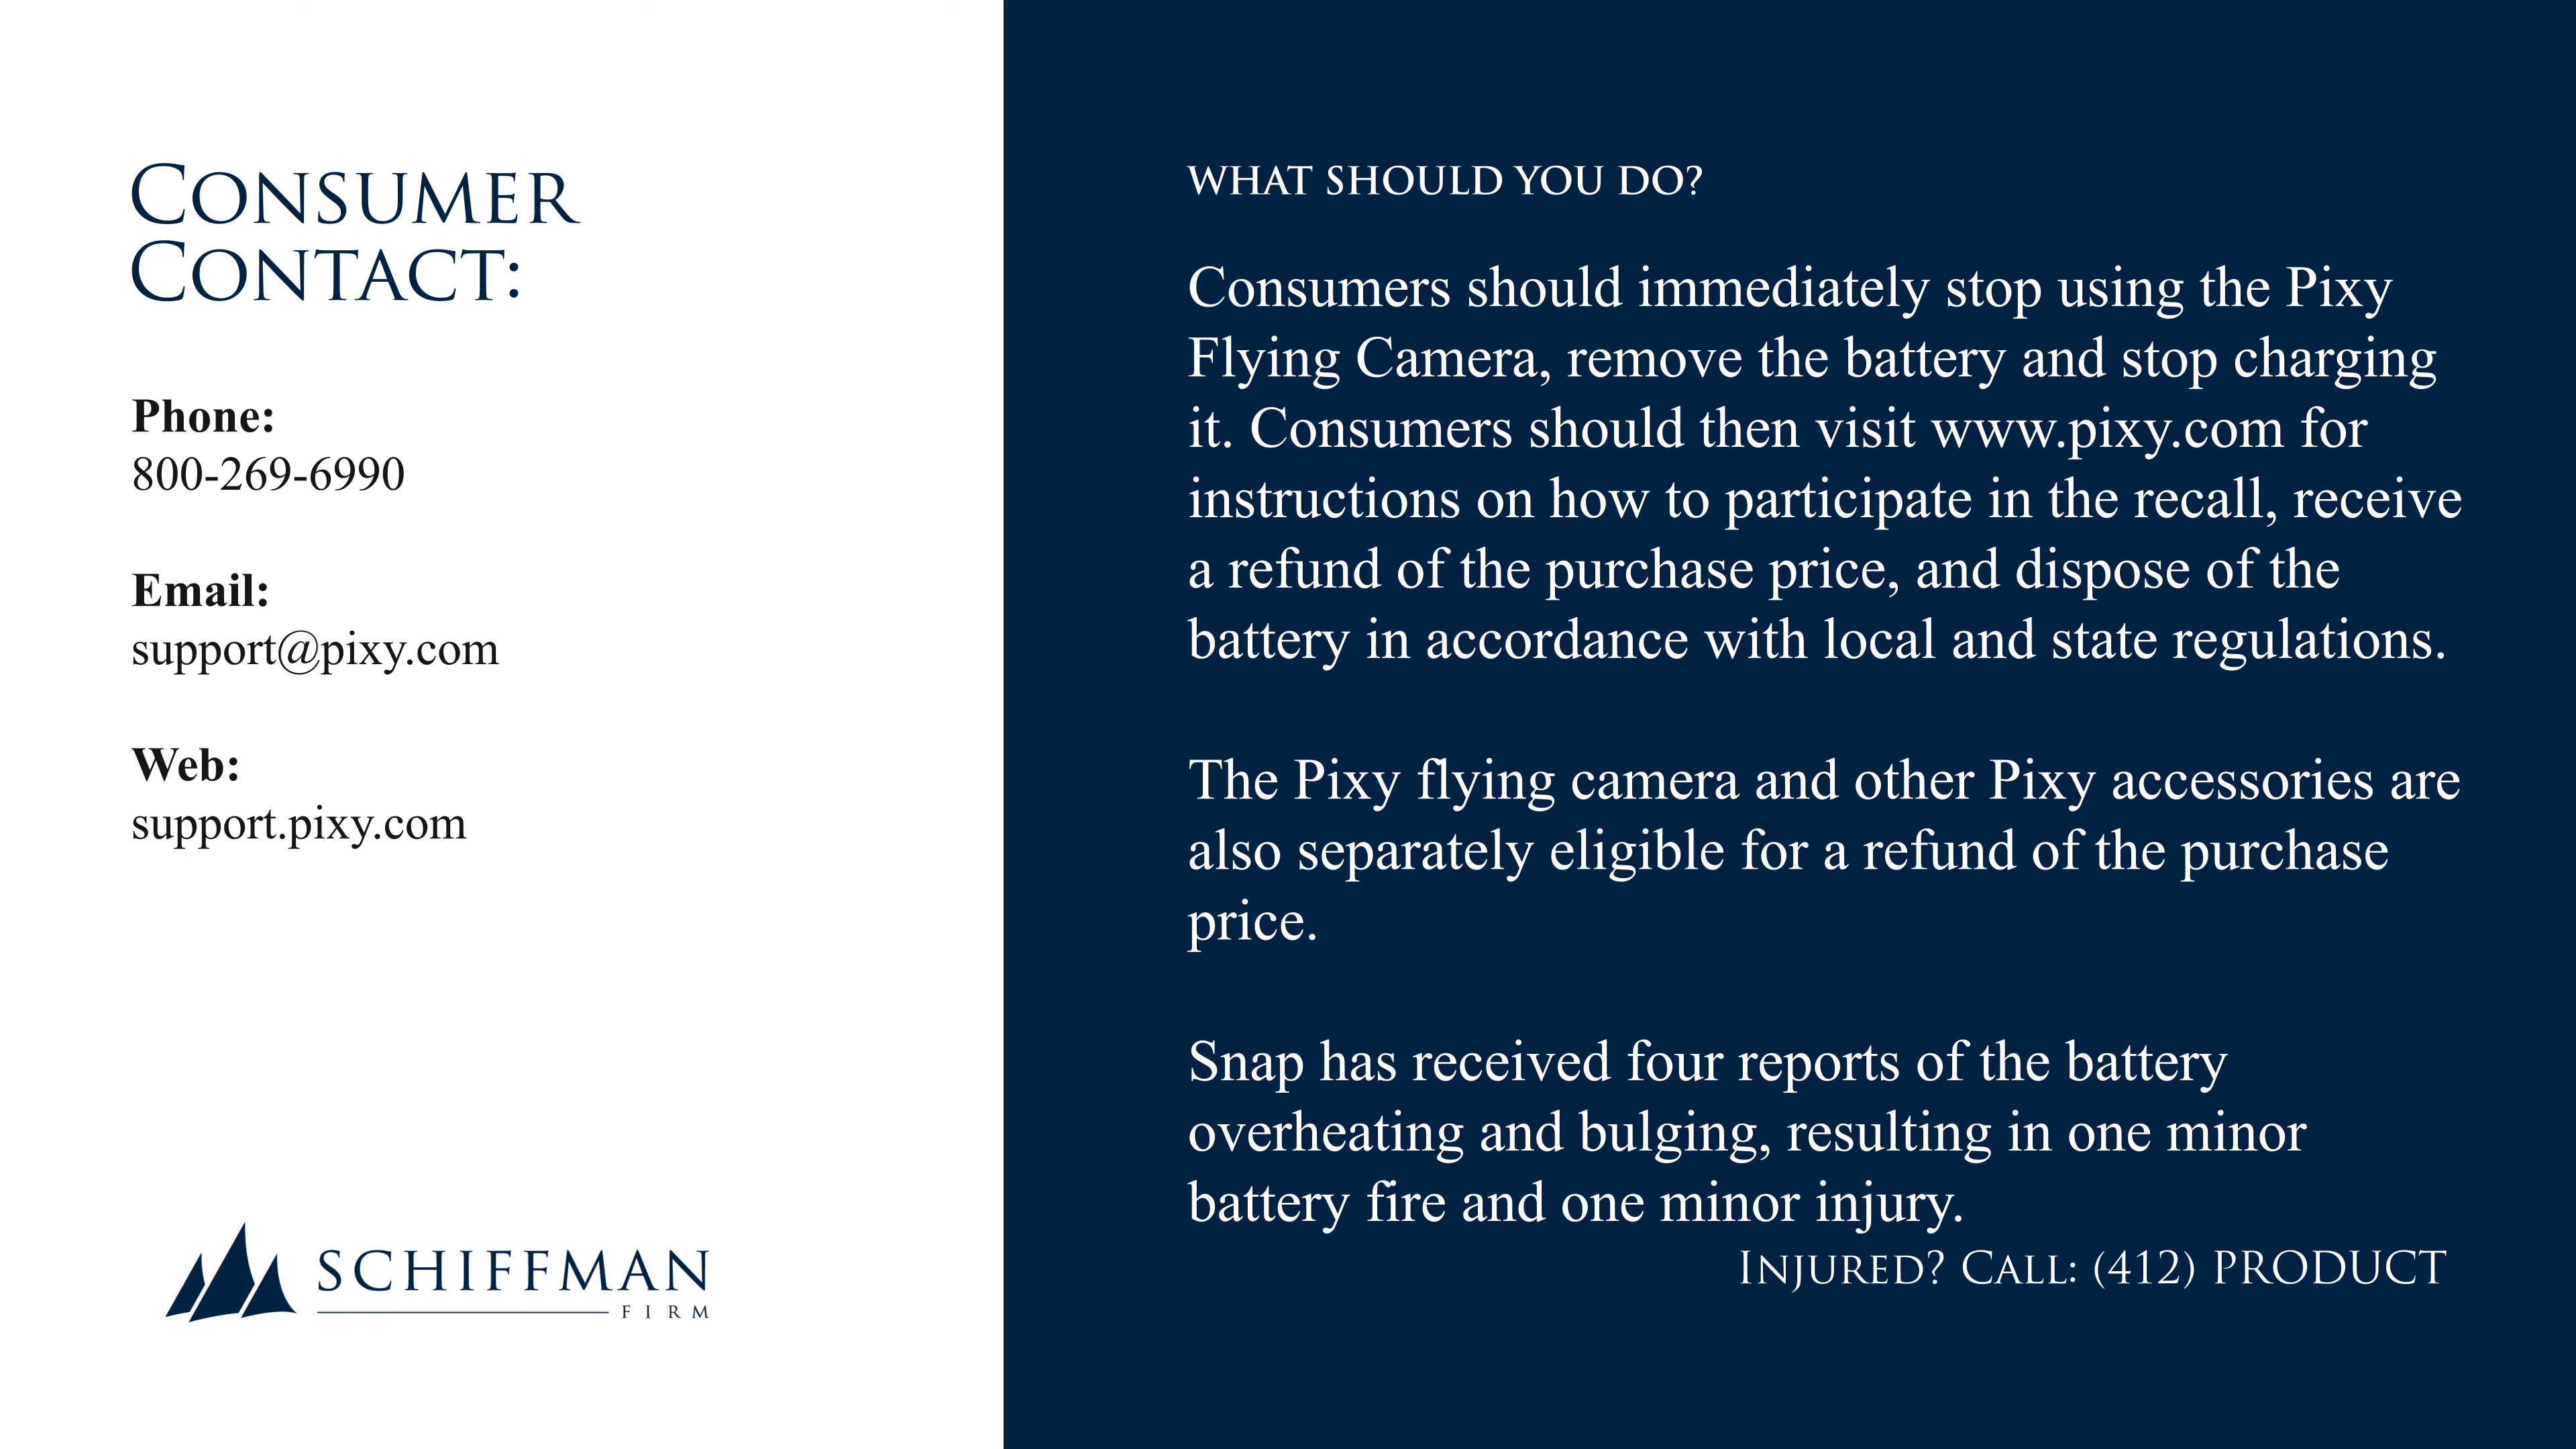 CONSUMER
CONTACT:
Phone:
800-269-6990
Email:
support@pixy.com
Web:
support.pixy.com
SCHIFFMAN
FIRM
WHAT SHOULD YOU DO?
Consumers should immediately stop using the Pixy
Flying Camera, remove the battery and stop charging
it. Consumers should then visit www.pixy.com for
instructions on how to participate in the recall, receive
a refund of the purchase price, and dispose of the
battery in accordance with local and state regulations.
The Pixy flying camera and other Pixy accessories are
also separately eligible for a refund of the purchase
price.
Snap has received four reports of the battery
overheating and bulging, resulting in one minor
battery fire and one minor injury.
INJURED? CALL: (412) PRODUCT